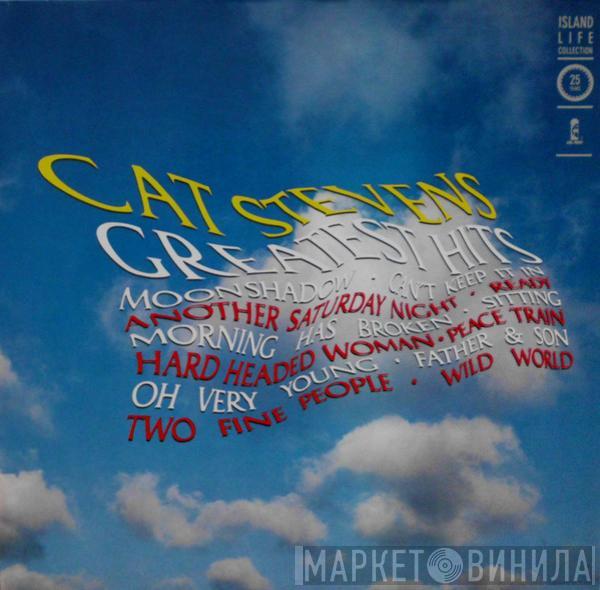 ISLAND
LIFE
COLLECTION
25
YEARS
CAT STEVENS
GREATEST HITS
MOONSHADOW · CAN'T KEEP IT IN
ANOTHER SATURDAY NIGHT · READY
MORNING HAS BROKEN · SITTING
HARD HEADED WOMAN · PEACE TRAIN
OH VERY YOUNG · FATHER & SON
TWO FINE PEOPLE · WILD WORLD
МАРКЕТ ВИНИЛА